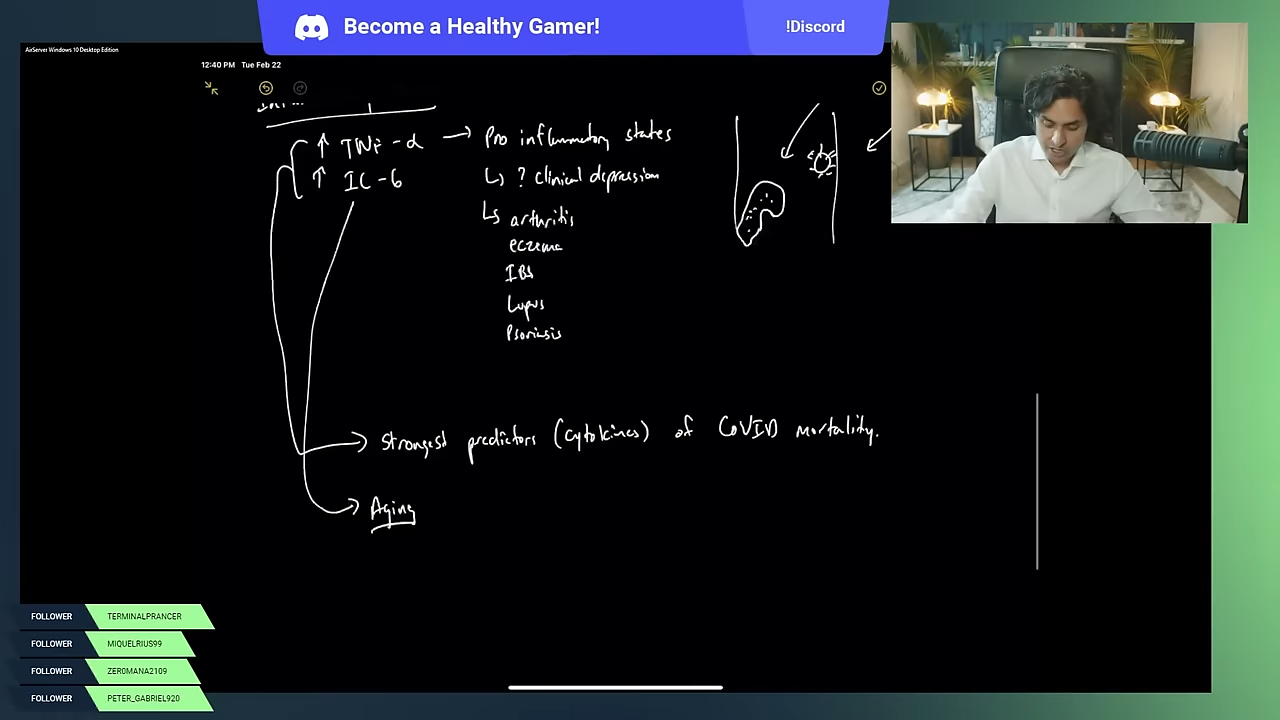 Become a Healthy Gamer!
!Discord
AirServer Windows 10 Desktop Edition
12:40 PM Tue Feb 22
↑ TNF-α → Pro inflammatory states
↑ IL-6
↳ ? clinical depression
↳ arthritis
eczema
IBS
Lupus
Psoriasis
→ Strongest predictors (cytokines) of COVID mortality.
→ Aging
FOLLOWER TERMINALPRANCER
FOLLOWER MIQUELRIUS99
FOLLOWER ZER0MANA2109
FOLLOWER PETER_GABRIEL920